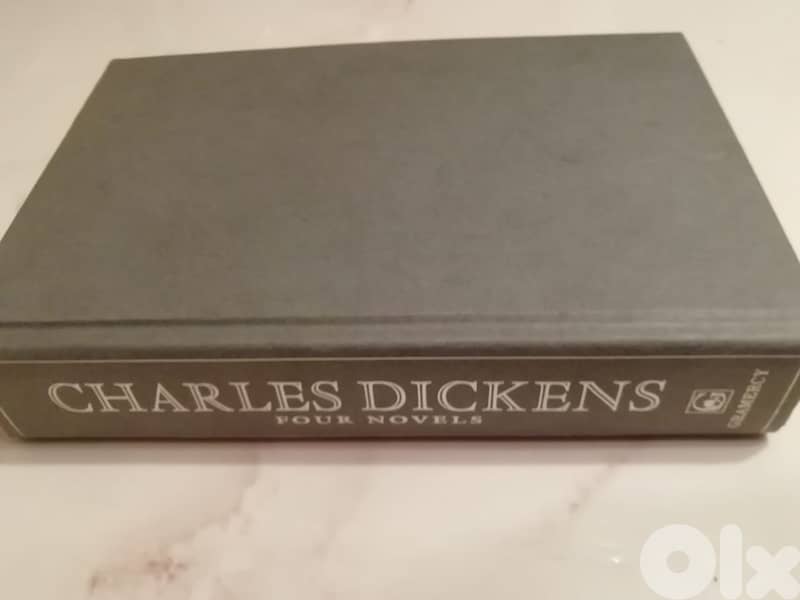 CHARLES DICKENS
FOUR NOVELS
GRAMERCY
Olx